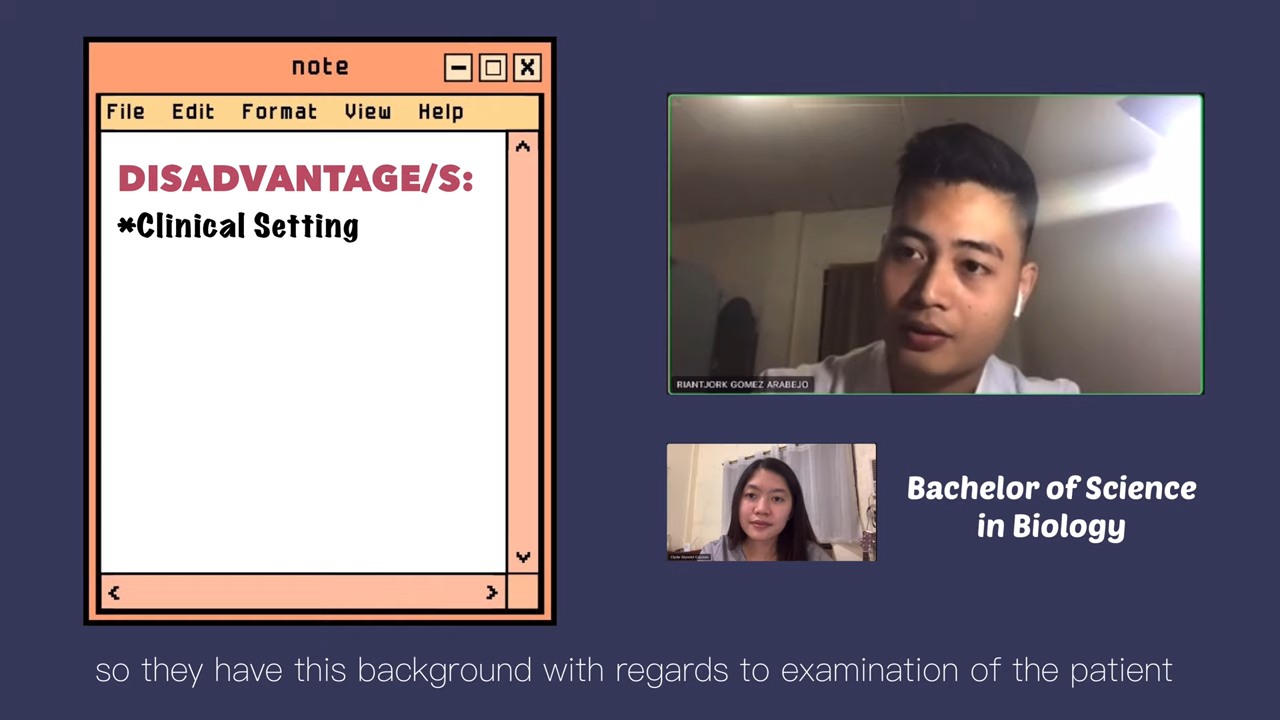 note
File Edit Format View Help
DISADVANTAGE/S:
*Clinical Setting
RIANTJORK GOMEZ ARABEJO
Bachelor of Science
in Biology
so they have this background with regards to examination of the patient